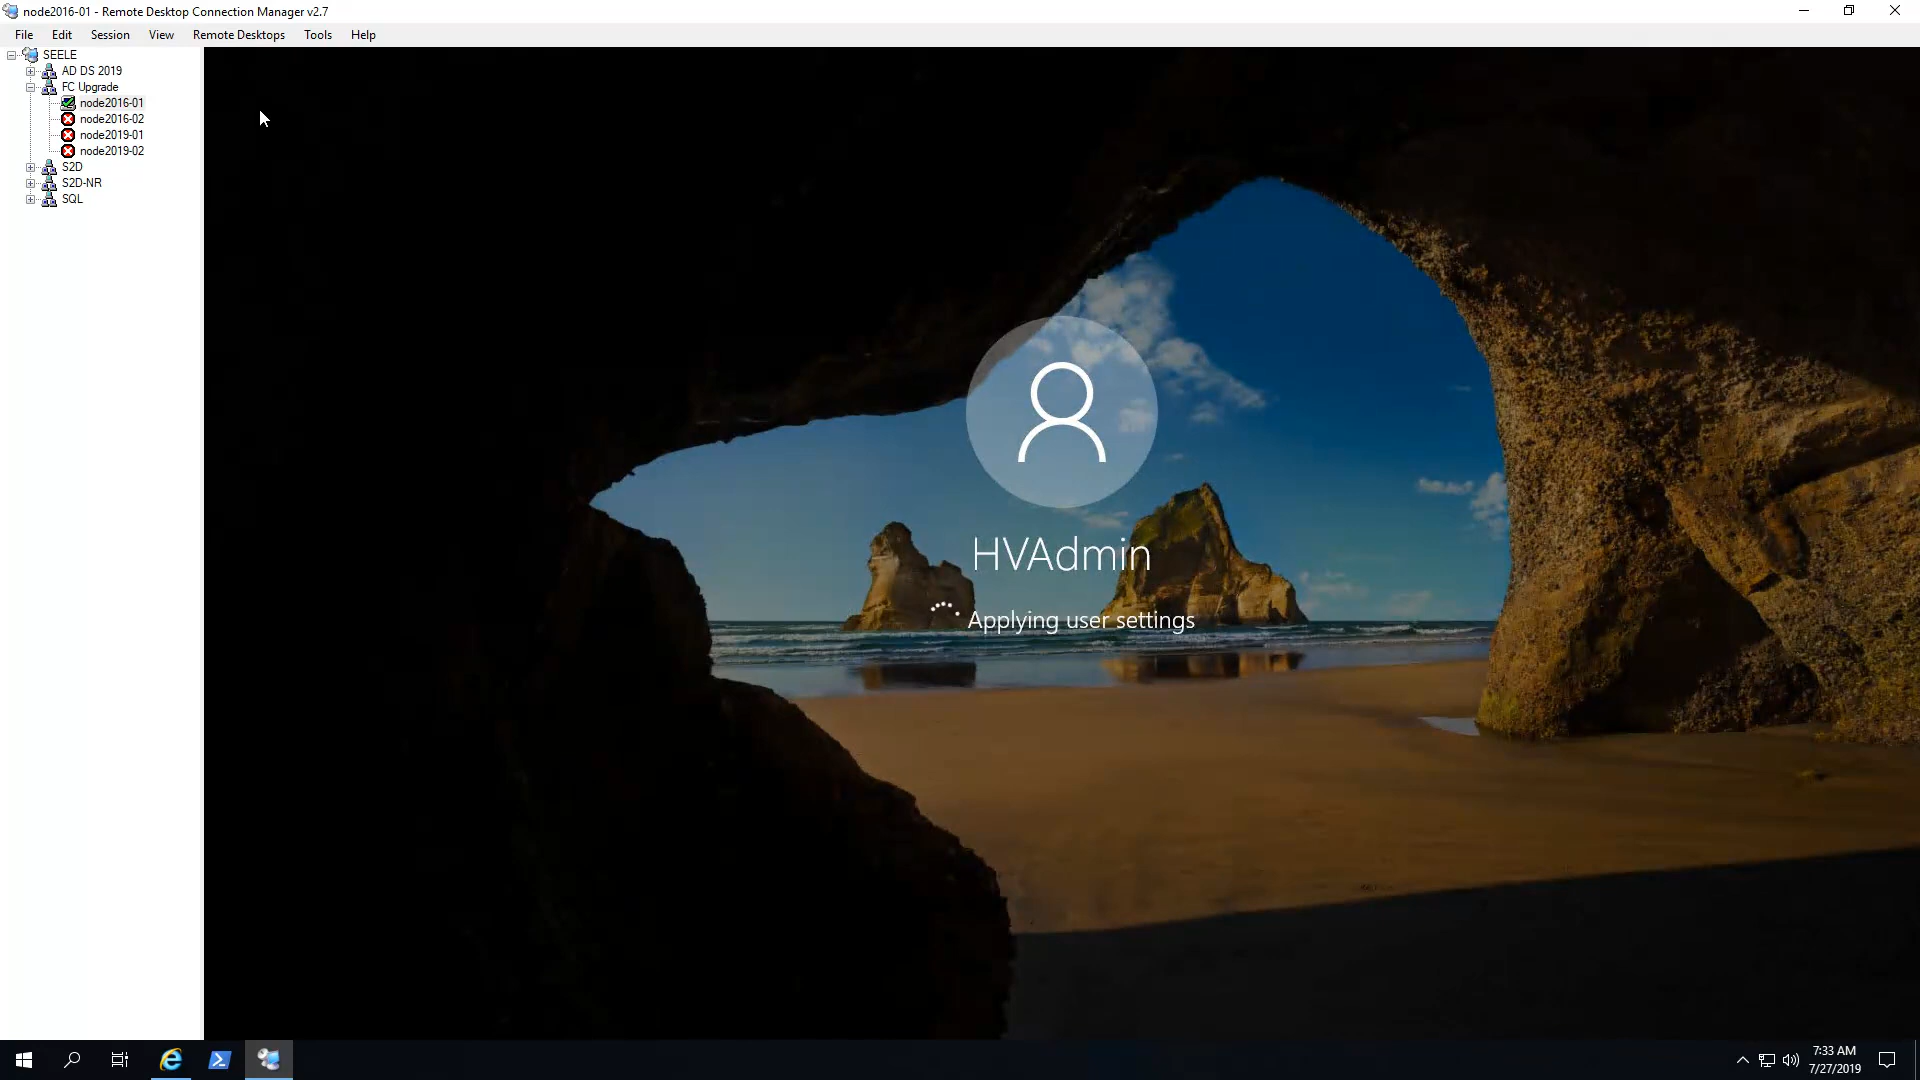 node2016-01 - Remote Desktop Connection Manager v2.7
File Edit Session View Remote Desktops Tools Help
SEELE
AD DS 2019
FC Upgrade
node2016-01
node2016-02
node2019-01
node2019-02
S2D
S2D-NR
SQL
HVAdmin
Applying user settings
7:33 AM
7/27/2019